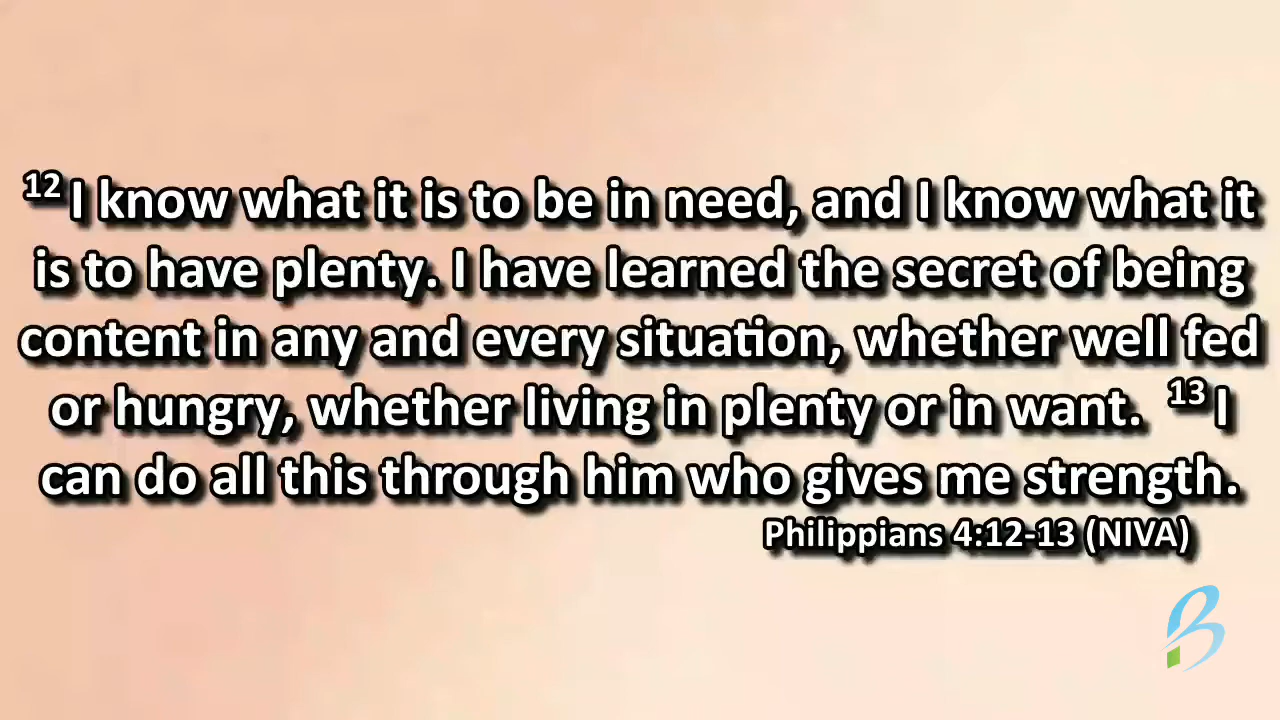 12 I know what it is to be in need, and I know what it
is to have plenty. I have learned the secret of being
content in any and every situation, whether well fed
or hungry, whether living in plenty or in want. 13 I
can do all this through him who gives me strength.
Philippians 4:12-13 (NIVA)
B